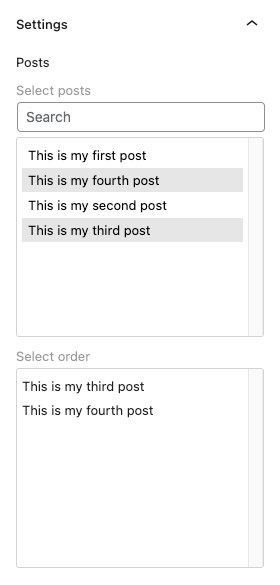 Settings
Posts
Select posts
Search
This is my first post
This is my fourth post
This is my second post
This is my third post
Select order
This is my third post
This is my fourth post